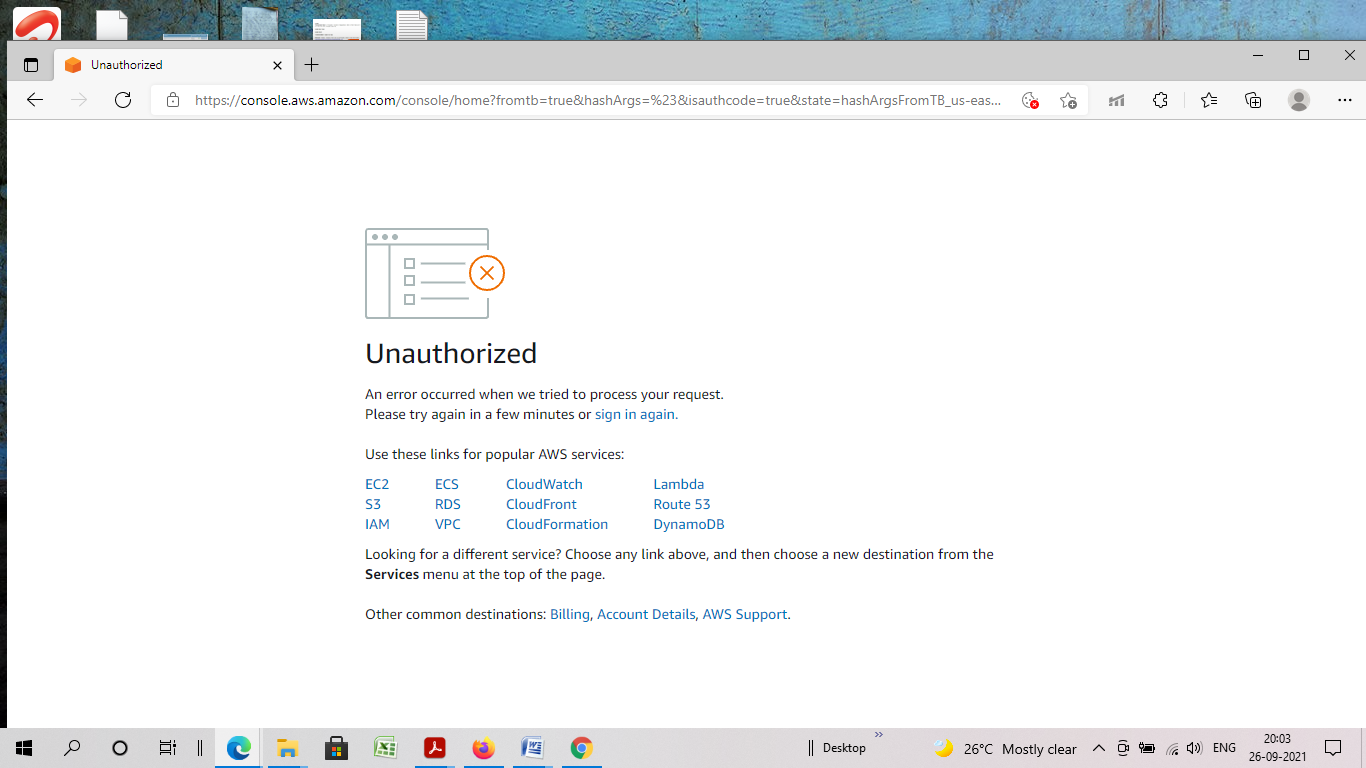 Unauthorized
https://console.aws.amazon.com/console/home?fromtb=true&hashArgs=%23&isauthcode=true&state=hashArgsFromTB_us-eas...
Unauthorized
An error occurred when we tried to process your request.
Please try again in a few minutes or sign in again.
Use these links for popular AWS services:
EC2 ECS CloudWatch Lambda
S3 RDS CloudFront Route 53
IAM VPC CloudFormation DynamoDB
Looking for a different service? Choose any link above, and then choose a new destination from the
Services menu at the top of the page.
Other common destinations: Billing, Account Details, AWS Support.
Desktop » 26°C Mostly clear ENG 20:03
26-09-2021